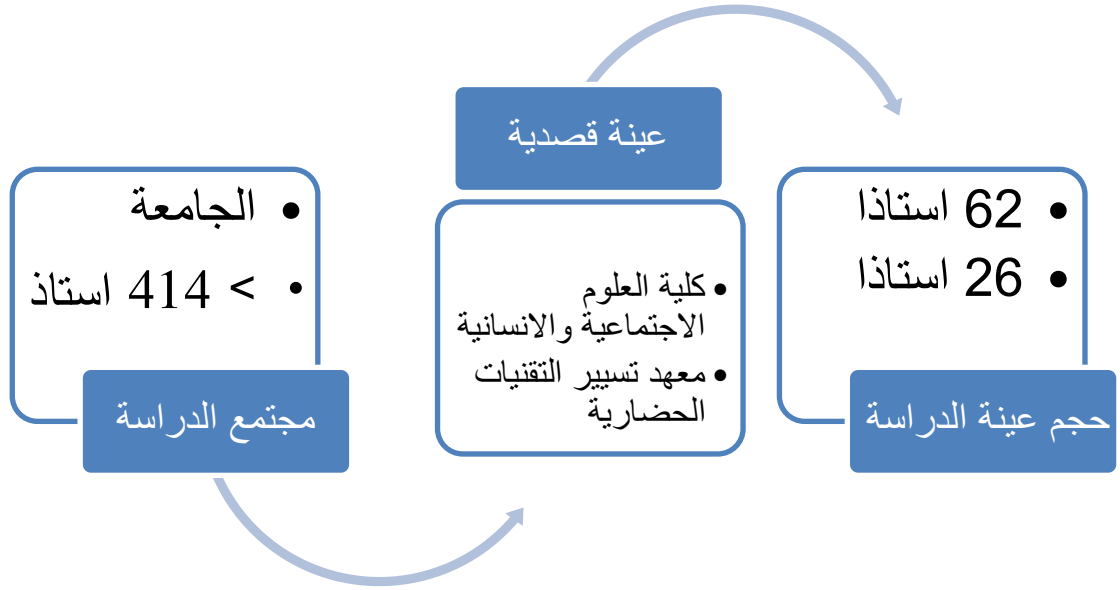 الجامعة
> 414 استاذ
مجتمع الدراسة
عينة قصدية
كلية العلوم
الاجتماعية والانسانية
معهد تسيير التقنيات
الحضارية
62 استاذا
26 استاذا
حجم عينة الدراسة